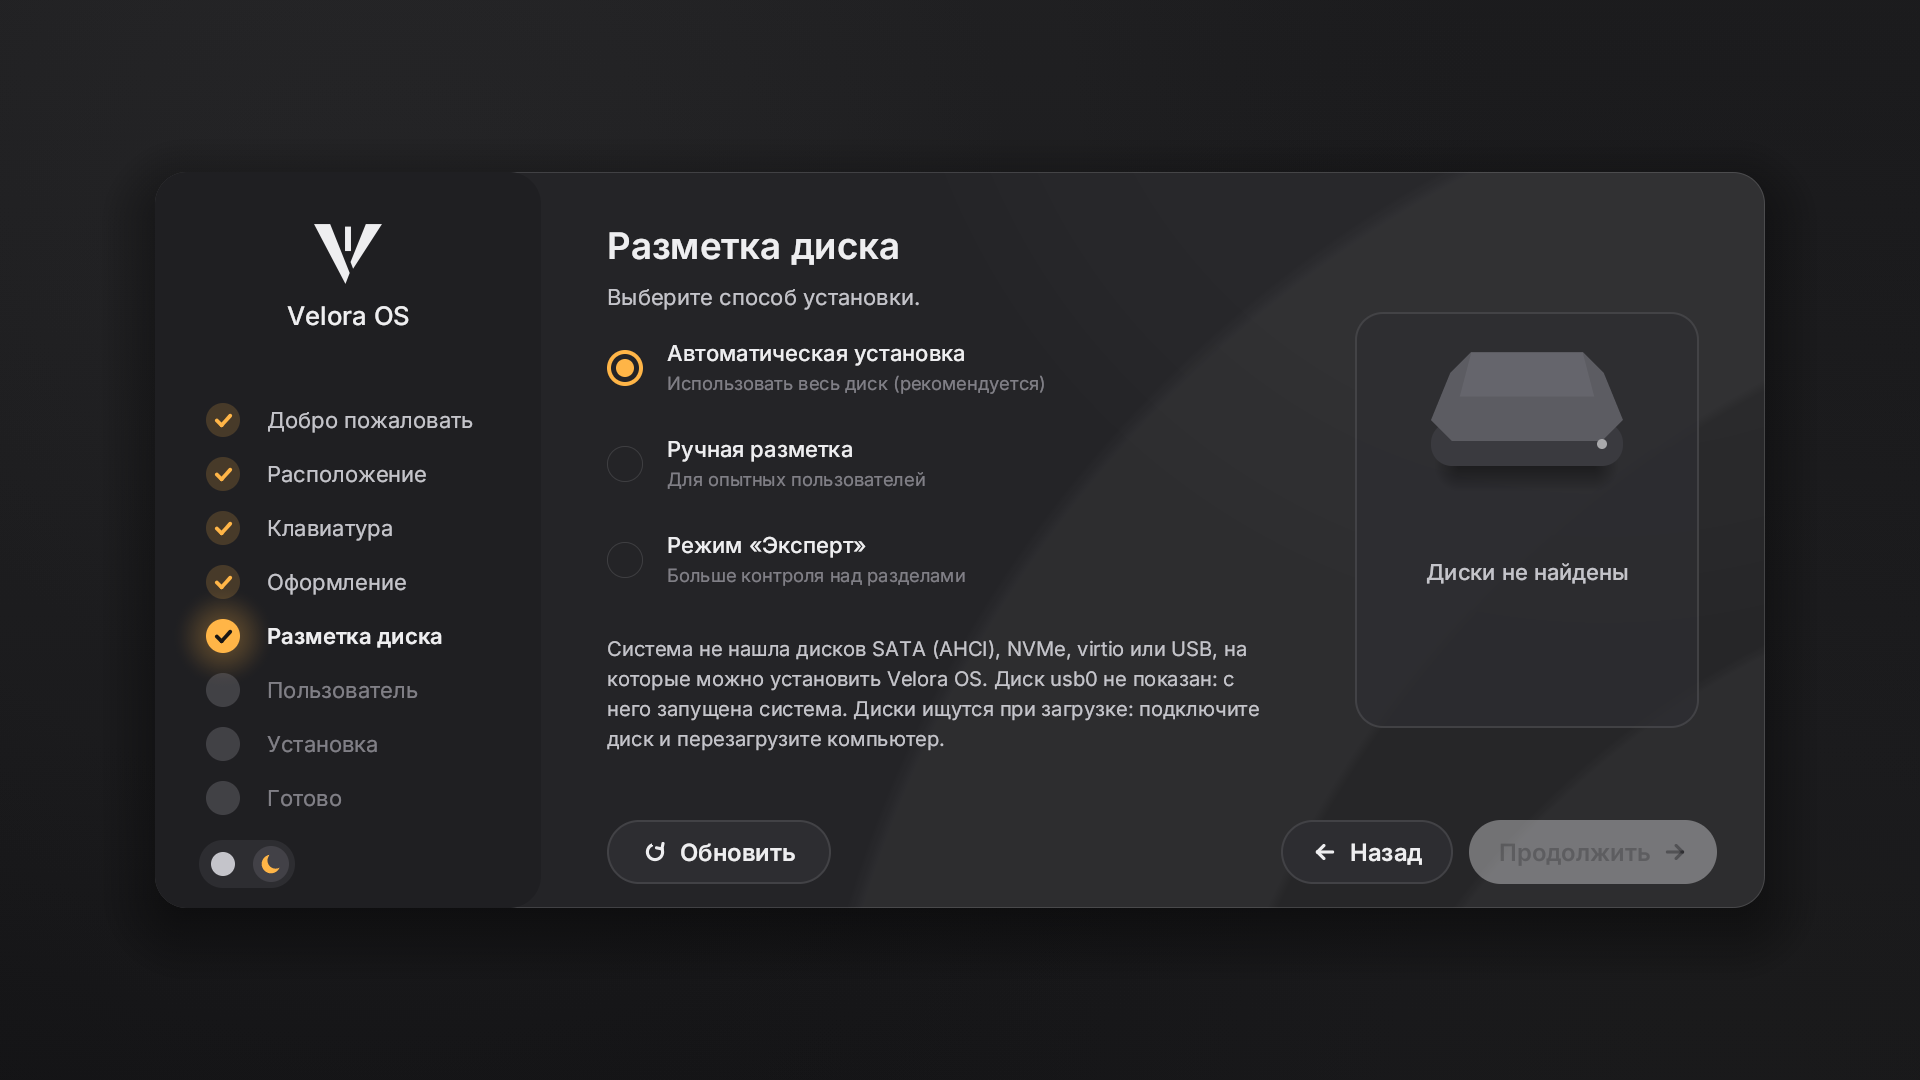 Velora OS
Добро пожаловать
Расположение
Клавиатура
Оформление
Разметка диска
Пользователь
Установка
Готово
Разметка диска
Выберите способ установки.
Автоматическая установка
Использовать весь диск (рекомендуется)
Ручная разметка
Для опытных пользователей
Режим «Эксперт»
Больше контроля над разделами
Система не нашла дисков SATA (AHCI), NVMe, virtio или USB, на
которые можно установить Velora OS. Диск usb0 не показан: с
него запущена система. Диски ищутся при загрузке: подключите
диск и перезагрузите компьютер.
Диски не найдены
Обновить
Назад
Продолжить